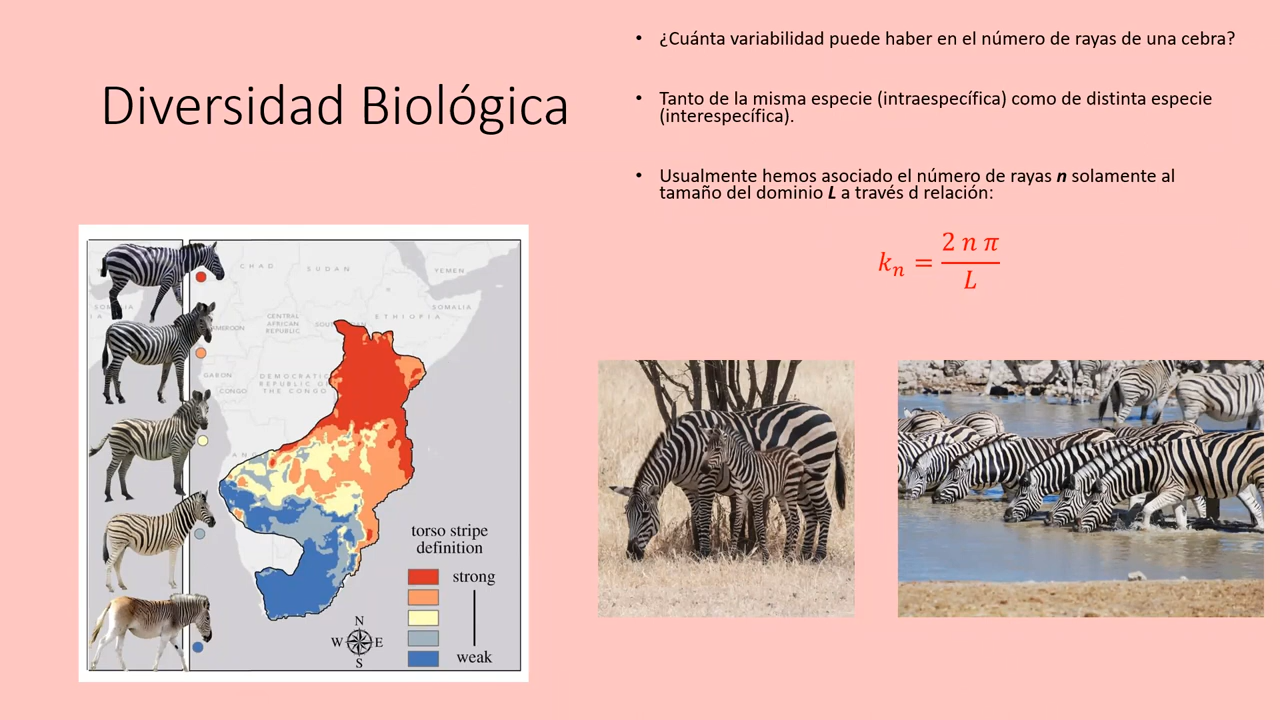 Diversidad Biológica
• ¿Cuánta variabilidad puede haber en el número de rayas de una cebra?
• Tanto de la misma especie (intraespecífica) como de distinta especie
(interespecífica).
• Usualmente hemos asociado el número de rayas n solamente al
tamaño del dominio L a través d relación:
kₙ = 2 n π / L
CHAD
SUDAN
YEMEN
SOMALIA
ETHIOPIA
CENTRAL
AFRICAN
REPUBLIC
GABON
CONGO
DEMOCRATIC
REPUBLIC OF
THE CONGO
torso stripe
definition
strong
weak
N
W E
S